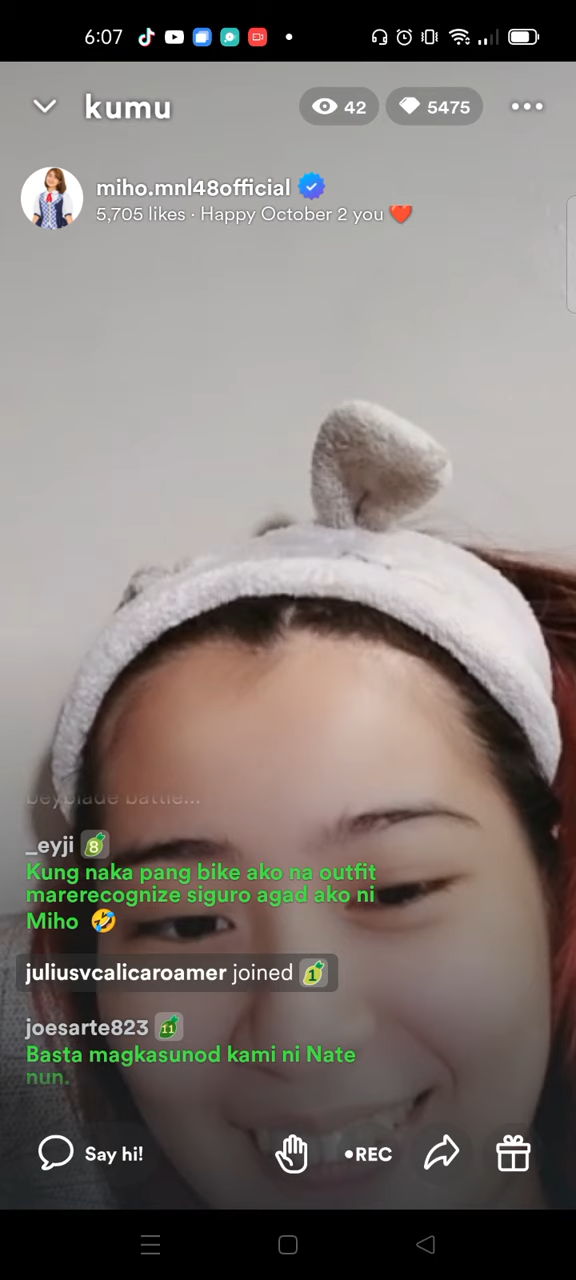 6:07
kumu
42
5475
miho.mnl48official
5,705 likes · Happy October 2 you ❤️
beyblade battle...
_eyji 8
Kung naka pang bike ako na outfit
marerecognize siguro agad ako ni
Miho 🤣
juliusvcalicaroamer joined 1
joesarte823 11
Basta magkasunod kami ni Nate
nun.
Say hi!
•REC